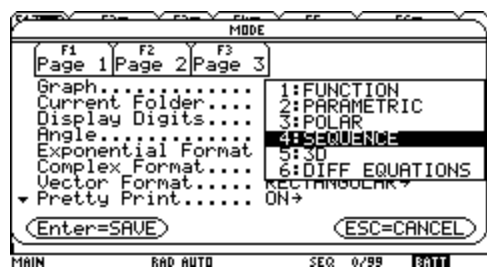 MODE
F1 F2 F3
Page 1 Page 2 Page 3
Graph..............
Current Folder....
Display Digits....
Angle..............
Exponential Format
Complex Format....
Vector Format..... RECTANGULAR→
Pretty Print...... ON→
1:FUNCTION
2:PARAMETRIC
3:POLAR
4:SEQUENCE
5:3D
6:DIFF EQUATIONS
Enter=SAVE ESC=CANCEL
MAIN RAD AUTO SEQ 0/99 BATT